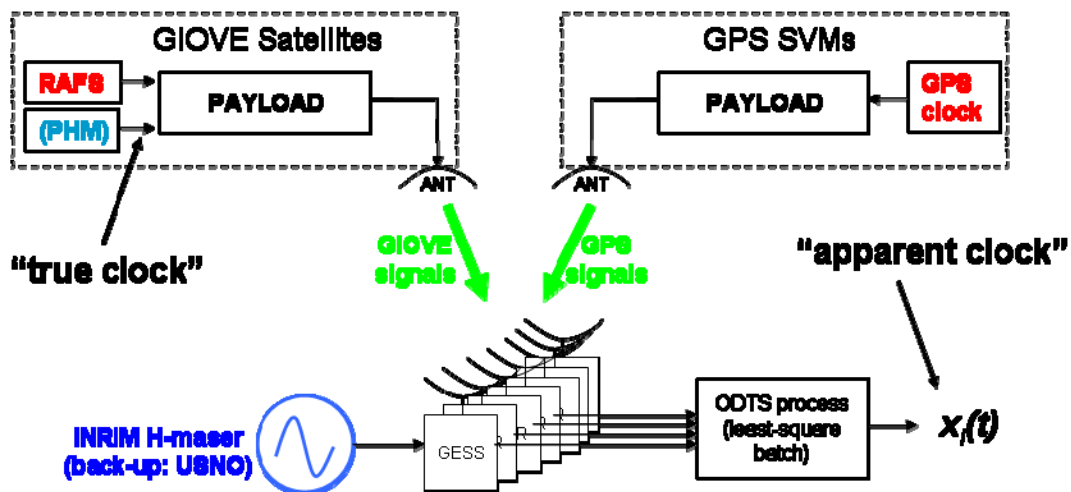 GIOVE Satellites
GPS SVMs
RAFS
(PHM)
PAYLOAD
PAYLOAD
GPS
clock
ANT
ANT
"true clock"
GIOVE
signals
GPS
signals
"apparent clock"
INRIM H-maser
(back-up: USNO)
GESS
R
ODTS process
(least-square
batch)
xᵢ(t)